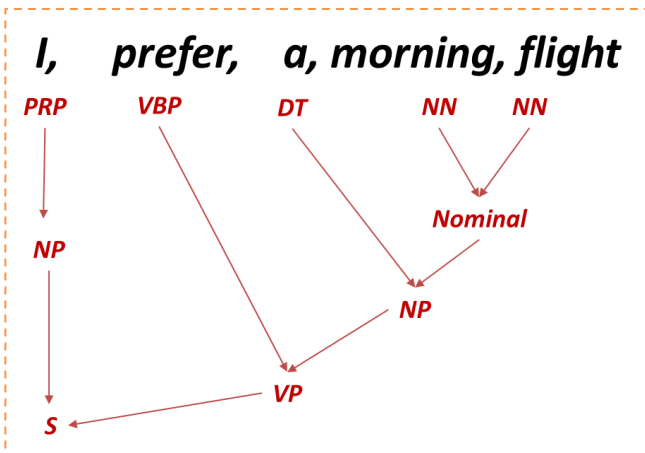 I, prefer, a, morning, flight
PRP VBP DT NN NN
Nominal
NP
NP
VP
S